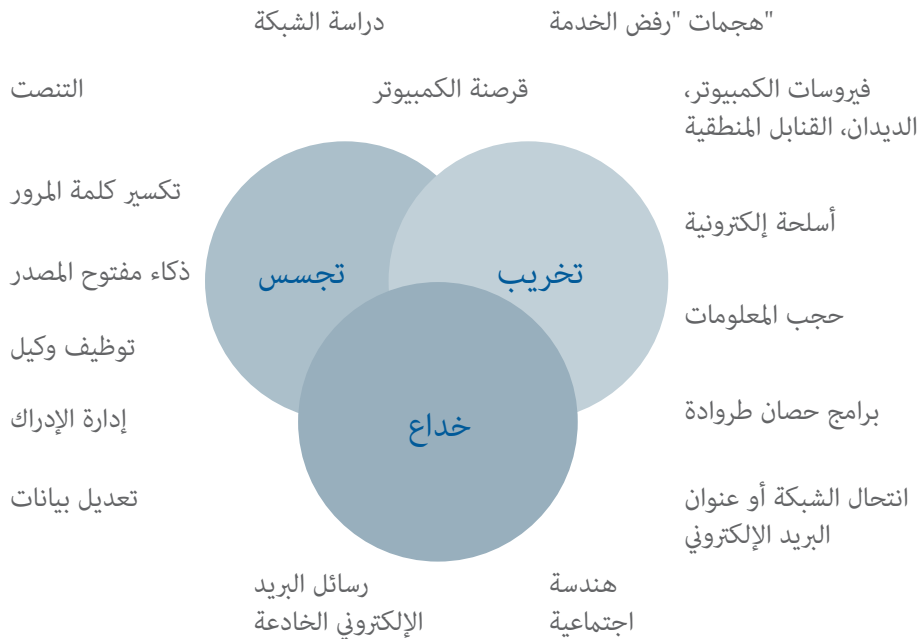 هجمات "رفض الخدمة"
دراسة الشبكة
فيروسات الكمبيوتر،
الديدان، القنابل المنطقية
قرصنة الكمبيوتر
التنصت
أسلحة إلكترونية
تكسير كلمة المرور
تخريب
تجسس
ذكاء مفتوح المصدر
حجب المعلومات
توظيف وكيل
برامج حصان طروادة
خداع
إدارة الإدراك
انتحال الشبكة أو عنوان
البريد الإلكتروني
تعديل بيانات
هندسة
اجتماعية
رسائل البريد
الإلكتروني الخادعة